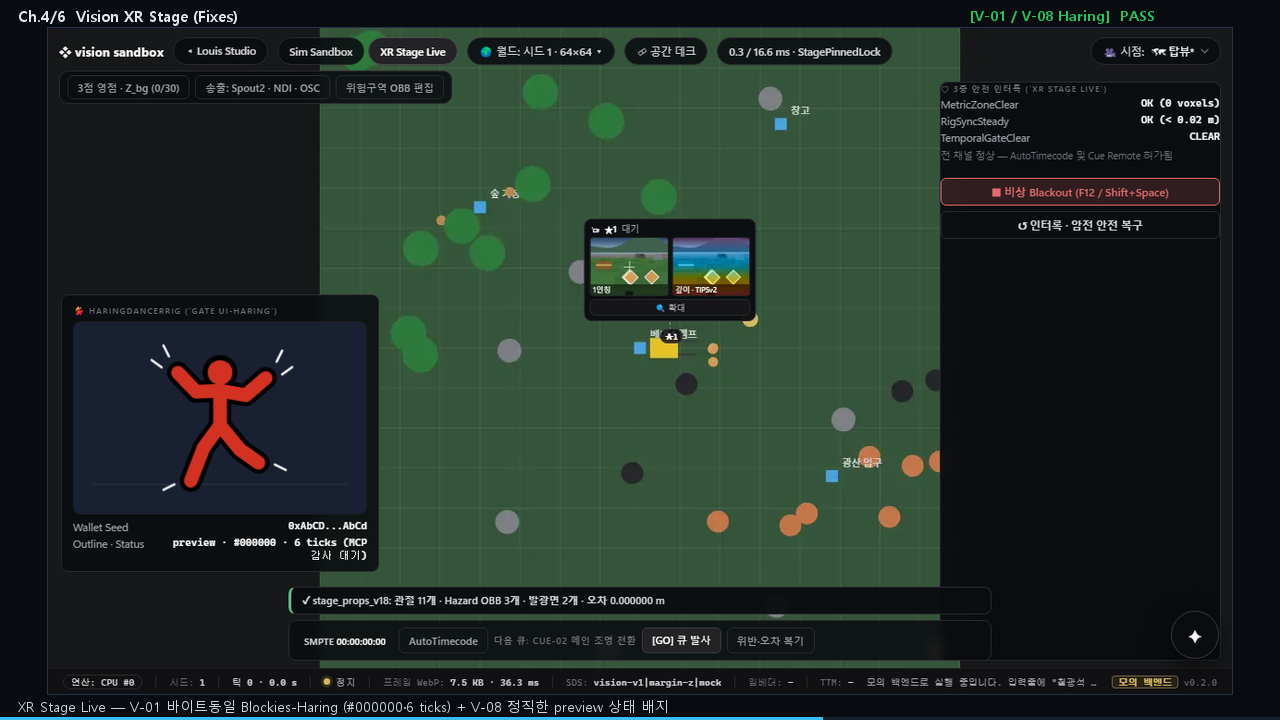 Ch.4/6 Vision XR Stage (Fixes)
[V-01 / V-08 Haring] PASS
vision sandbox
Louis Studio
Sim Sandbox
XR Stage Live
월드: 시드 1 · 64×64
공간 데크
0.3 / 16.6 ms · StagePinnedLock
시점: 탑뷰*
3점 영점 · Z_bg (0/30)
송출: Spout2 · NDI · OSC
위험구역 OBB 편집
3중 안전 인터록 (`XR STAGE LIVE`)
MetricZoneClear OK (0 voxels)
RigSyncSteady OK (< 0.02 m)
TemporalGateClear CLEAR
전 채널 정상 — AutoTimecode 및 Cue Remote 허가됨
비상 Blackout (F12 / Shift+Space)
↺ 인터록 · 암전 안전 복구
창고
★1 대기
1인칭
깊이 · TIPSv2
확대
★1
광산 입구
HARINGDANCERRIG (`GATE UI-HARING`)
Wallet Seed 0xAbCD...AbCd
Outline · Status preview · #000000 · 6 ticks (MCP
감사 대기)
✓ stage_props_v18: 관절 11개 · Hazard OBB 3개 · 발광면 2개 · 오차 0.000000 m
SMPTE 00:00:00:00
AutoTimecode
다음 큐: CUE-02 메인 조명 전환
[GO] 큐 발사
위반·오차 복기
연산: CPU #0
시드: 1
틱 0 · 0.0 s
정지
프레임 WebP: 7.5 KB · 36.3 ms
SDS: vision-v1|margin-z|mock
임베더: −
TTM: −
모의 백엔드로 실행 중입니다. 입력줄에 "철광석 …
모의 백엔드
v0.2.0
XR Stage Live — V-01 바이트동일 Blockies-Haring (#000000·6 ticks) + V-08 정직한 preview 상태 배지